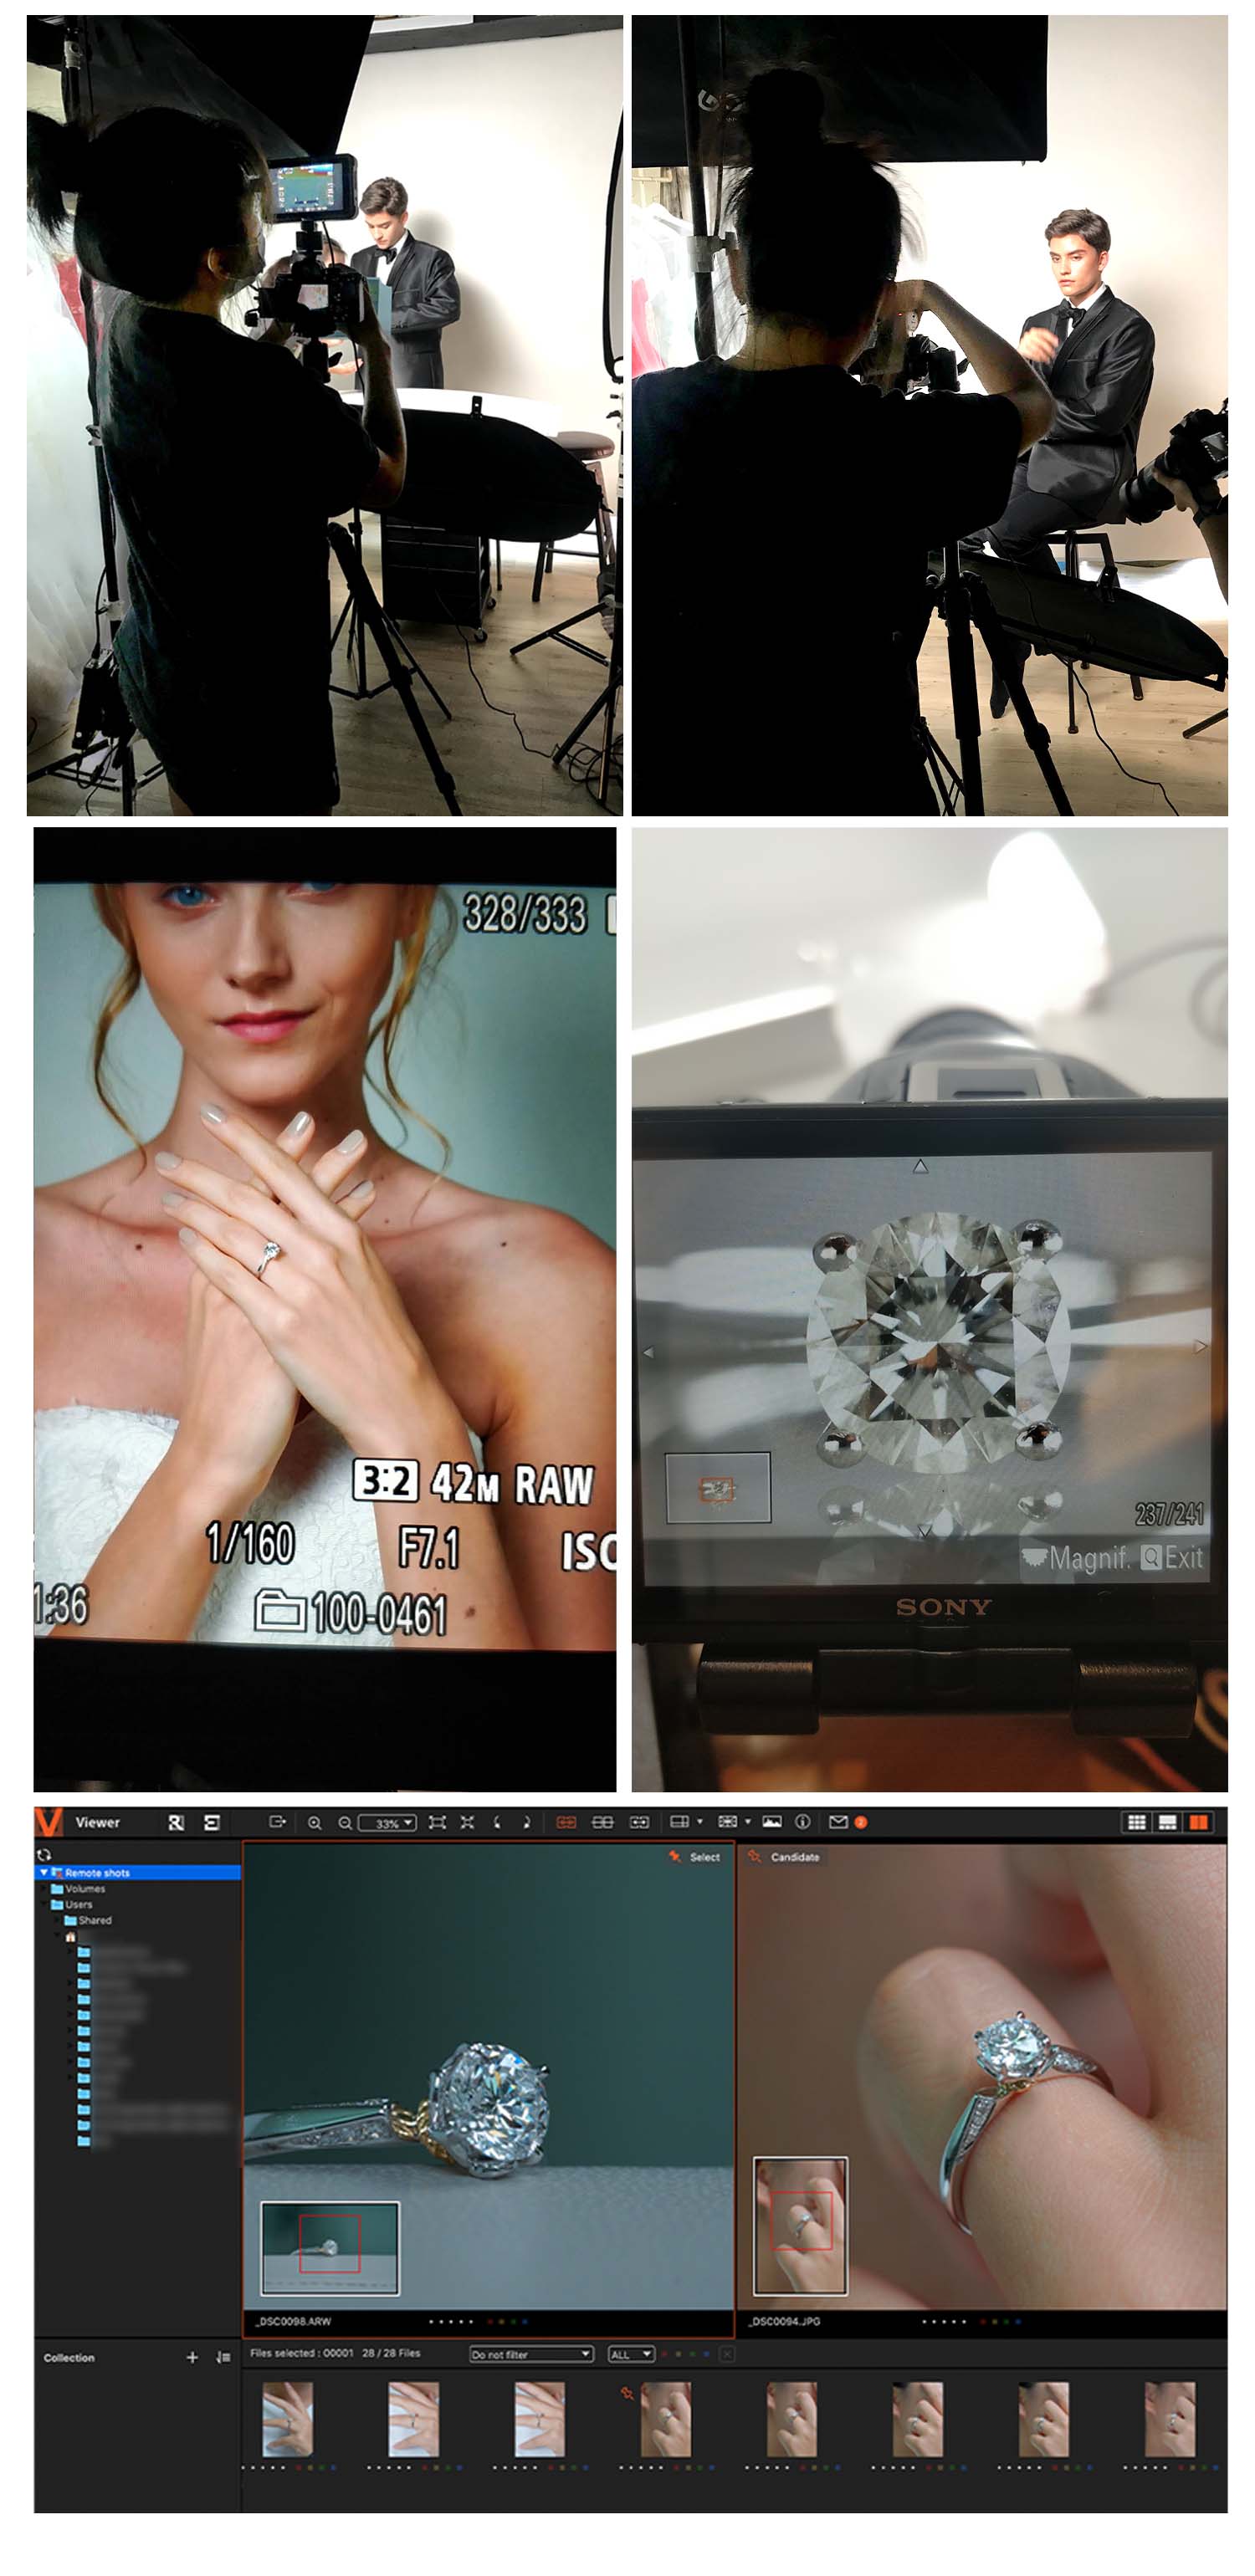 328/333
3:2 42M RAW
1/160 F7.1 ISO
1:36 100-0461
237/241
Magnif. Exit
SONY
Viewer
33%
Select
Candidate
Remote shots
Volumes
Users
Shared
_DSC0098.ARW
_DSC0094.JPG
Collection
Files selected : 00001 28 / 28 Files
Do not filter
ALL